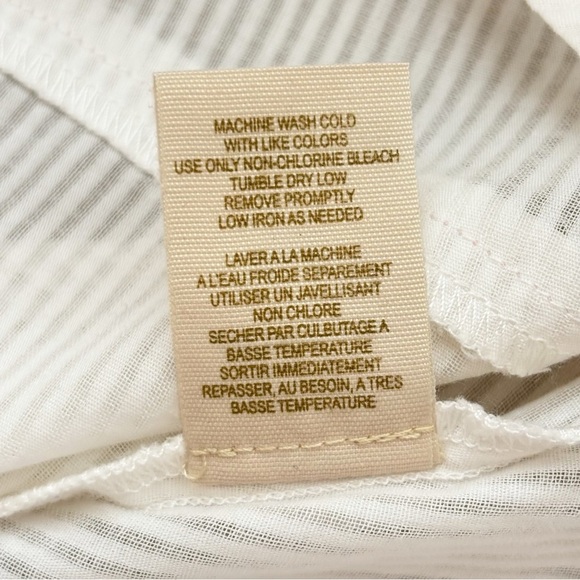 MACHINE WASH COLD
WITH LIKE COLORS
USE ONLY NON-CHLORINE BLEACH
TUMBLE DRY LOW
REMOVE PROMPTLY
LOW IRON AS NEEDED
LAVER A LA MACHINE
A L'EAU FROIDE SEPAREMENT
UTILISER UN JAVELLISANT
NON CHLORE
SECHER PAR CULBUTAGE A
BASSE TEMPERATURE
SORTIR IMMEDIATEMENT
REPASSER, AU BESOIN, A TRES
BASSE TEMPERATURE